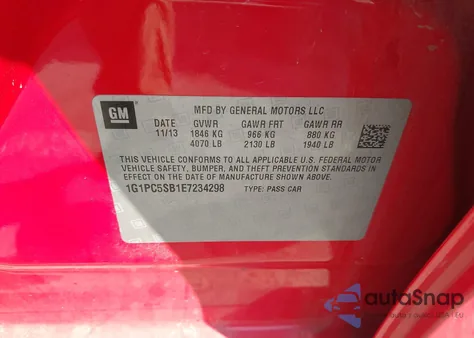 GM
MFD BY GENERAL MOTORS LLC
DATE GVWR GAWR FRT GAWR RR
11/13 1846 KG 966 KG 880 KG
4070 LB 2130 LB 1940 LB
THIS VEHICLE CONFORMS TO ALL APPLICABLE U.S. FEDERAL MOTOR
VEHICLE SAFETY, BUMPER, AND THEFT PREVENTION STANDARDS
IN EFFECT ON THE DATE OF MANUFACTURE SHOWN ABOVE.
1G1PC5SB1E7234298 TYPE: PASS CAR
autoSnap